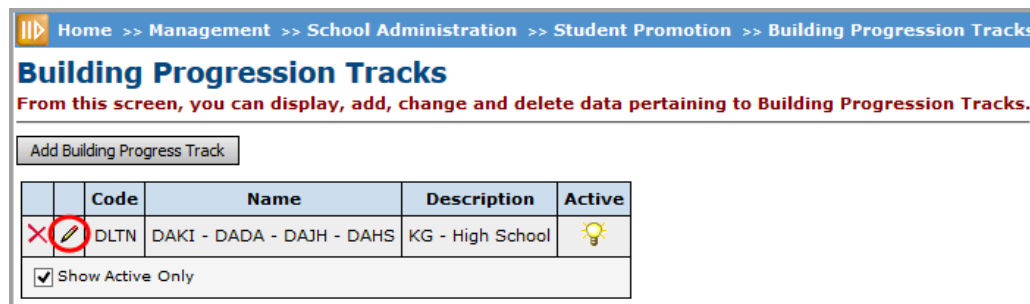 Home >> Management >> School Administration >> Student Promotion >> Building Progression Tracks
Building Progression Tracks
From this screen, you can display, add, change and delete data pertaining to Building Progression Tracks.
Add Building Progress Track
Code Name Description Active
DLTN DAKI - DADA - DAJH - DAHS KG - High School
Show Active Only